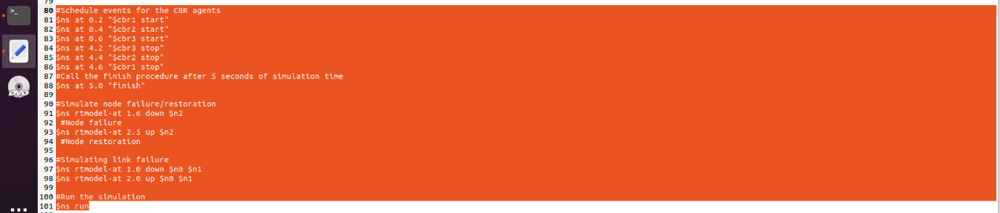 79
80 #Schedule events for the CBR agents
81 $ns at 0.2 "$cbr1 start"
82 $ns at 0.4 "$cbr2 start"
83 $ns at 0.6 "$cbr3 start"
84 $ns at 4.2 "$cbr3 stop"
85 $ns at 4.4 "$cbr2 stop"
86 $ns at 4.6 "$cbr1 stop"
87 #Call the finish procedure after 5 seconds of simulation time
88 $ns at 5.0 "finish"
89
90 #Simulate node failure/restoration
91 $ns rtmodel-at 1.6 down $n2
92  #Node failure
93 $ns rtmodel-at 2.5 up $n2
94  #Node restoration
95
96 #Simulating link failure
97 $ns rtmodel-at 1.0 down $n0 $n1
98 $ns rtmodel-at 2.0 up $n0 $n1
99
100 #Run the simulation
101 $ns run
>_
DVD